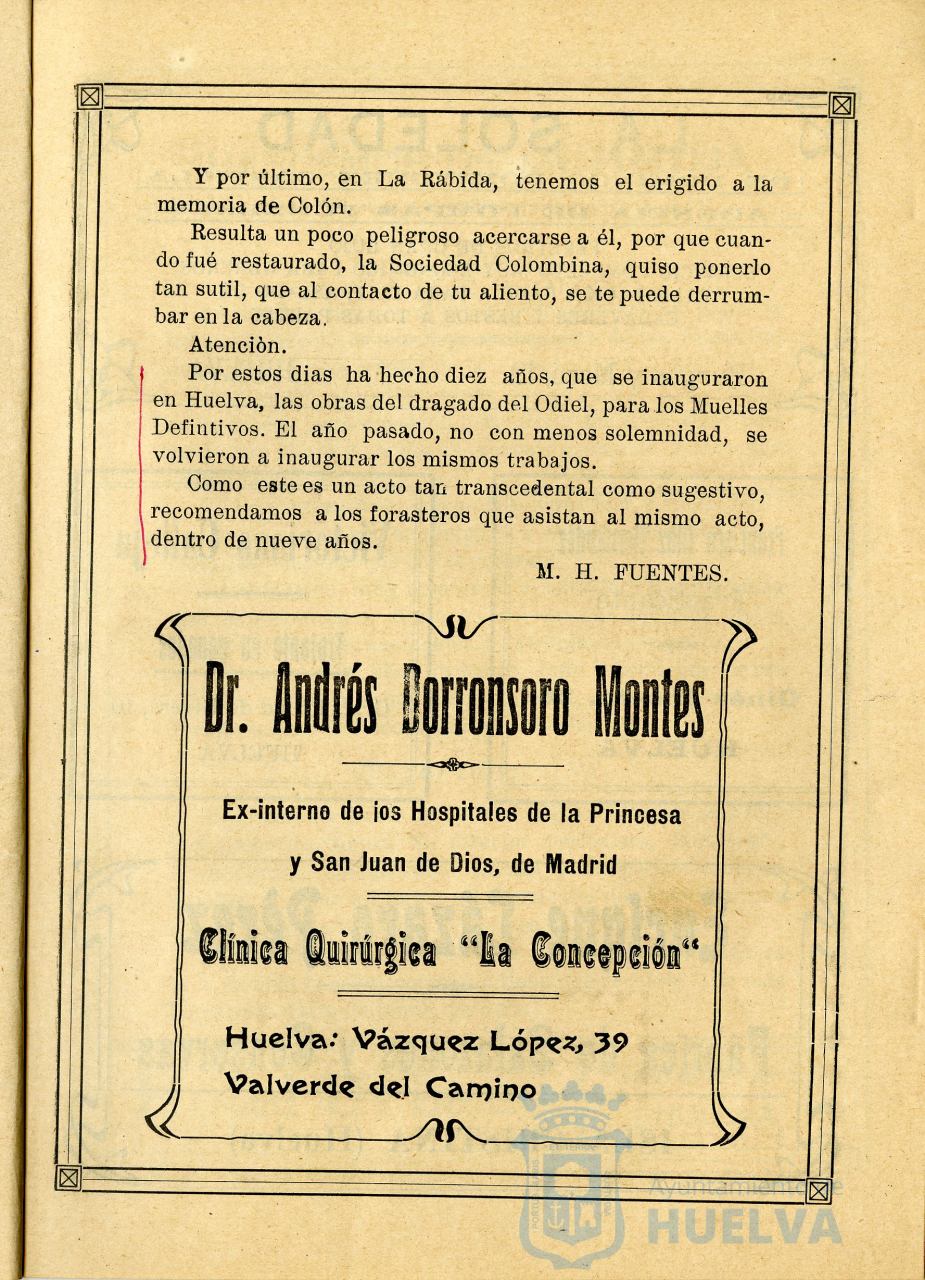 Y por último, en La Rábida, tenemos el erigido a la
memoria de Colón.
Resulta un poco peligroso acercarse a él, por que cuan-
do fué restaurado, la Sociedad Colombina, quiso ponerlo
tan sutil, que al contacto de tu aliento, se te puede derrum-
bar en la cabeza.
Atenciòn.
Por estos dias ha hecho diez años, que se inauguraron
en Huelva, las obras del dragado del Odiel, para los Muelles
Defintivos. El año pasado, no con menos solemnidad, se
volvieron a inaugurar los mismos trabajos.
Como este es un acto tan transcedental como sugestivo,
recomendamos a los forasteros que asistan al mismo acto,
dentro de nueve años.
M. H. FUENTES.
Dr. Andrés Dorronsoro Montes
Ex-interno de ios Hospitales de la Princesa
y San Juan de Dios, de Madrid
Clínica Quirúrgica “La Concepción“
Huelva: Vázquez López, 39
Valverde del Camino
Ayuntamiento de
HUELVA